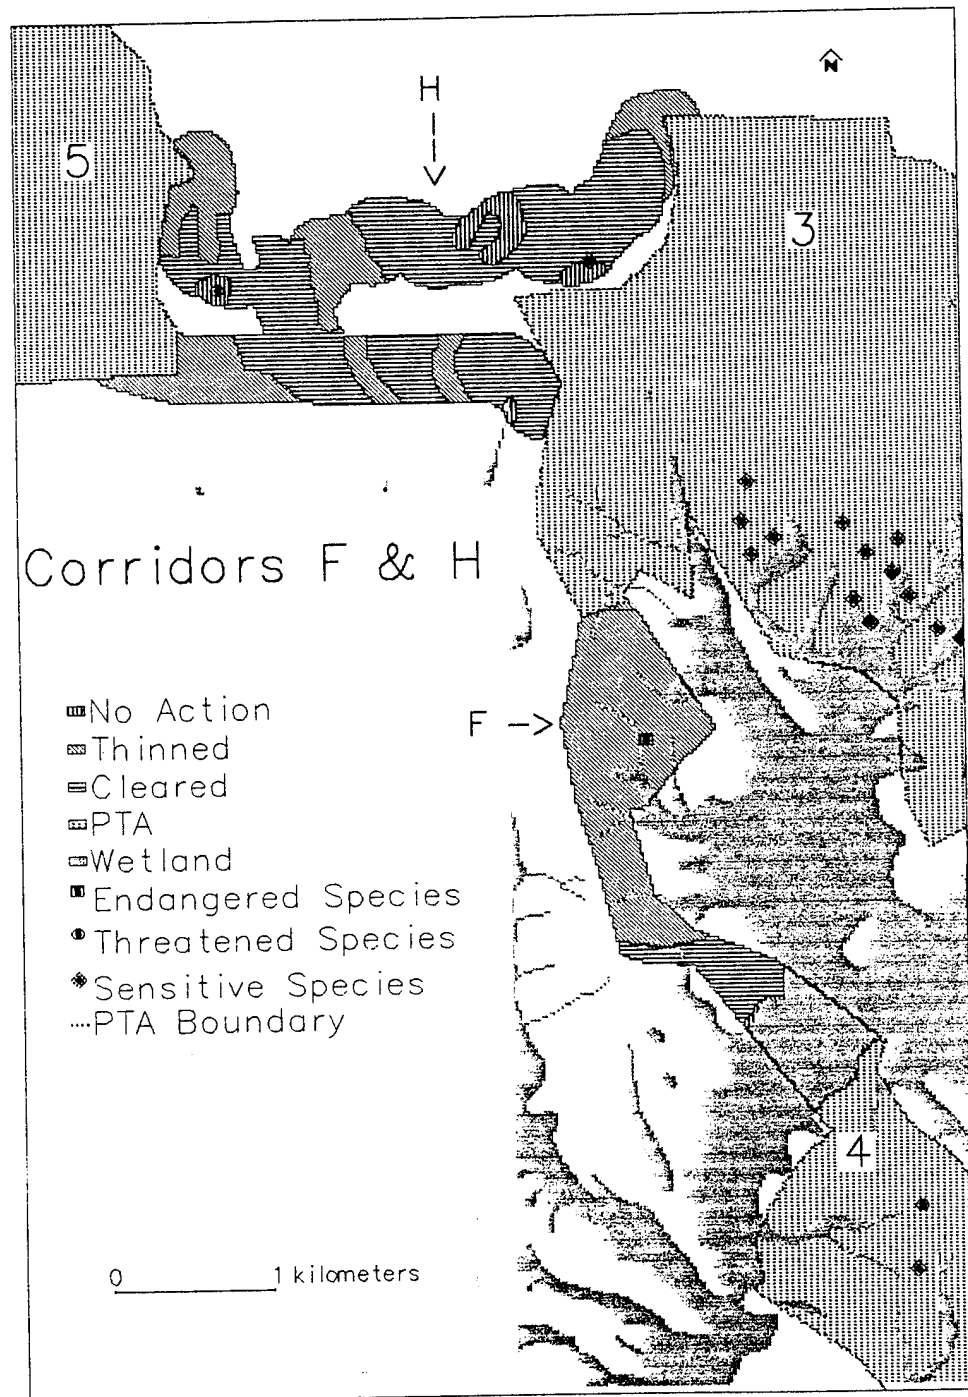 N
H
5
3
Corridors F & H
No Action
Thinned
F
Cleared
PTA
Wetland
Endangered Species
Threatened Species
Sensitive Species
PTA Boundary
4
0 1 kilometers